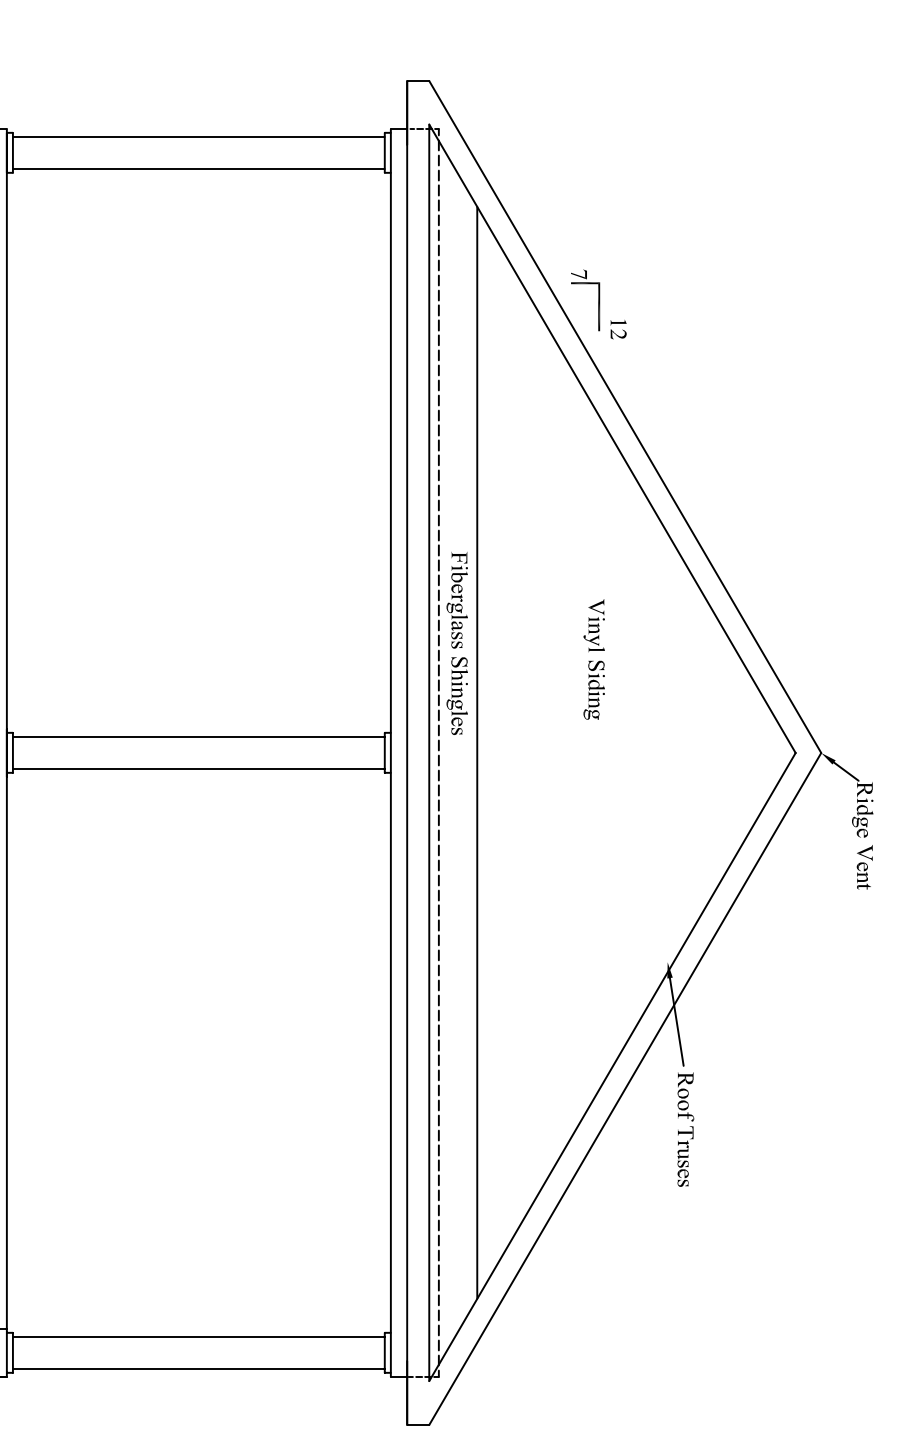 Ridge Vent
12
7
Roof Truses
Vinyl Siding
Fiberglass Shingles